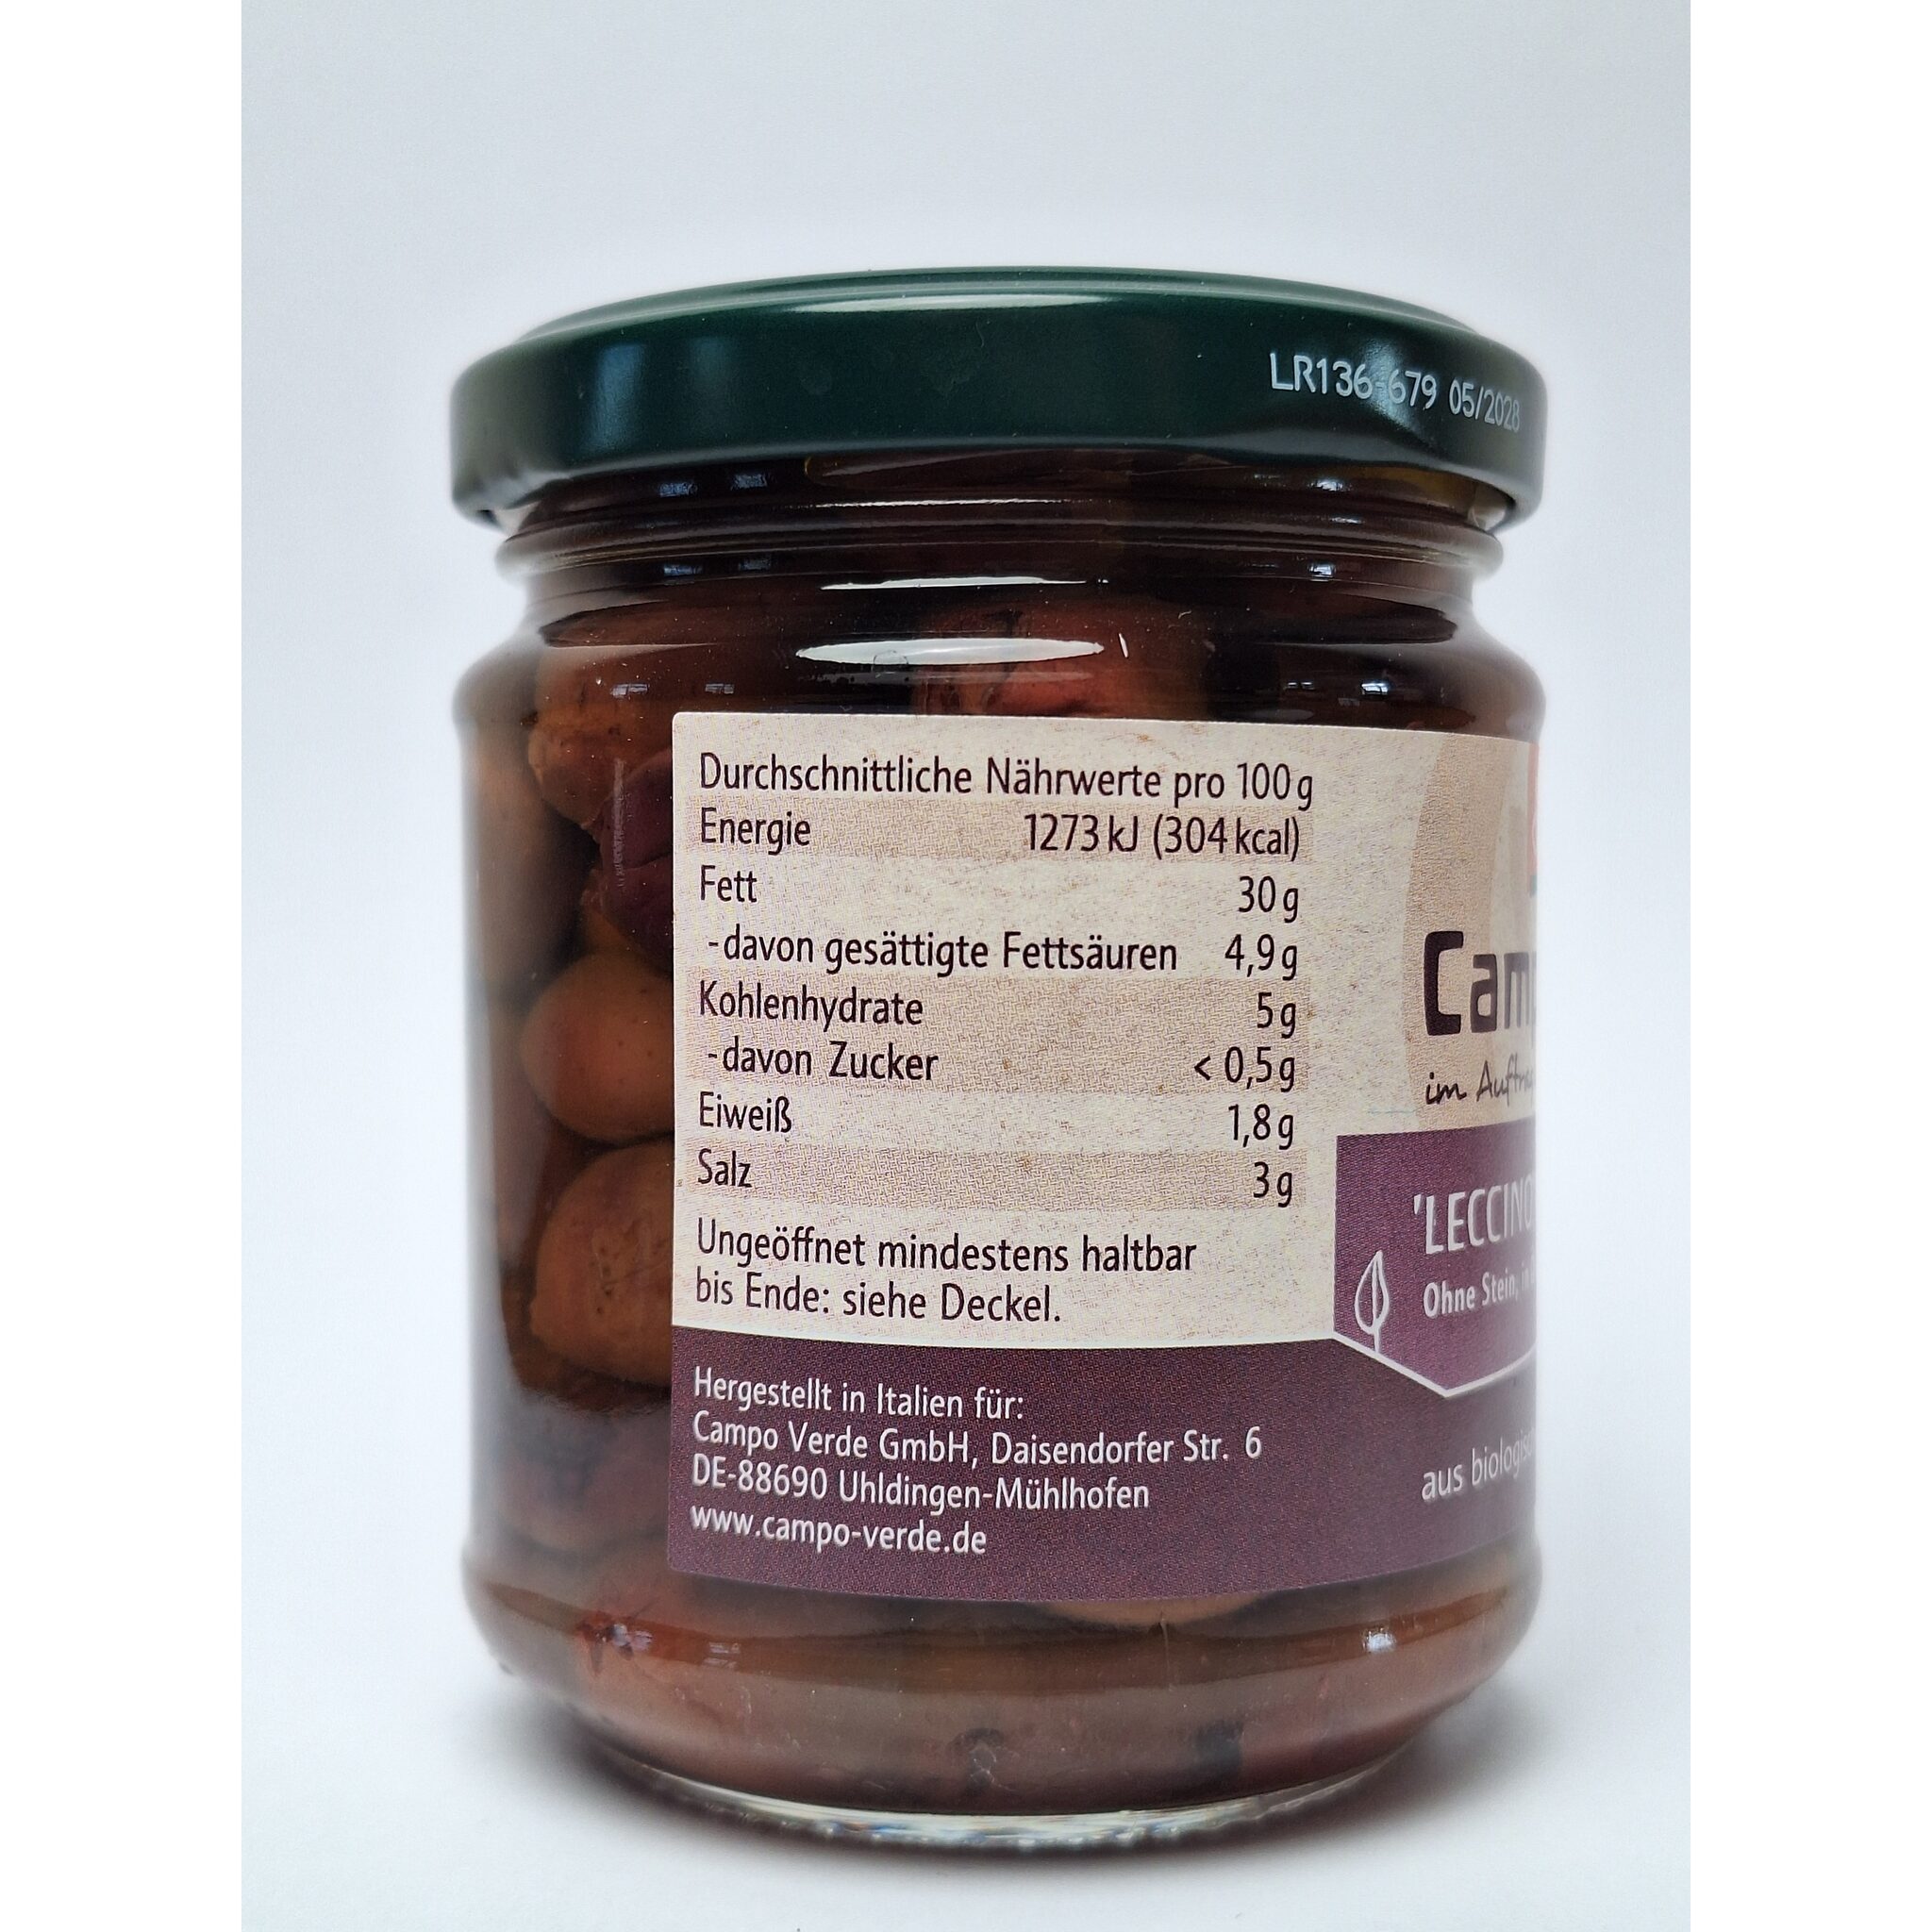 LR136-679 05/2028
Durchschnittliche Nährwerte pro 100g
Energie 1273 kJ (304 kcal)
Fett 30g
-davon gesättigte Fettsäuren 4,9g
Kohlenhydrate 5g
-davon Zucker < 0,5g
Eiweiß 1,8g
Salz 3g
Ungeöffnet mindestens haltbar
bis Ende: siehe Deckel.
Hergestellt in Italien für:
Campo Verde GmbH, Daisendorfer Str. 6
DE-88690 Uhldingen-Mühlhofen
www.campo-verde.de
im
'LECCINO
Ohne Stein,
aus